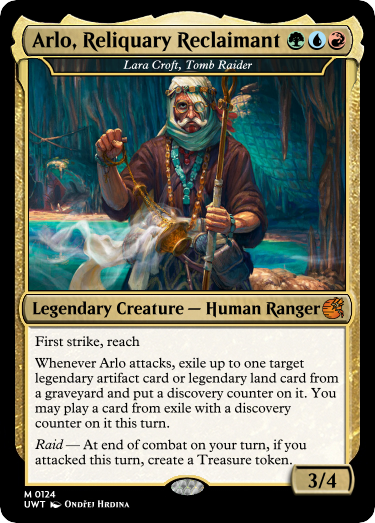 Arlo, Reliquary Reclaimant
Lara Croft, Tomb Raider
Legendary Creature — Human Ranger
First strike, reach
Whenever Arlo attacks, exile up to one target
legendary artifact card or legendary land card from
a graveyard and put a discovery counter on it. You
may play a card from exile with a discovery
counter on it this turn.
Raid — At end of combat on your turn, if you
attacked this turn, create a Treasure token.
3/4
M 0124
UWT Ondřej Hrdina